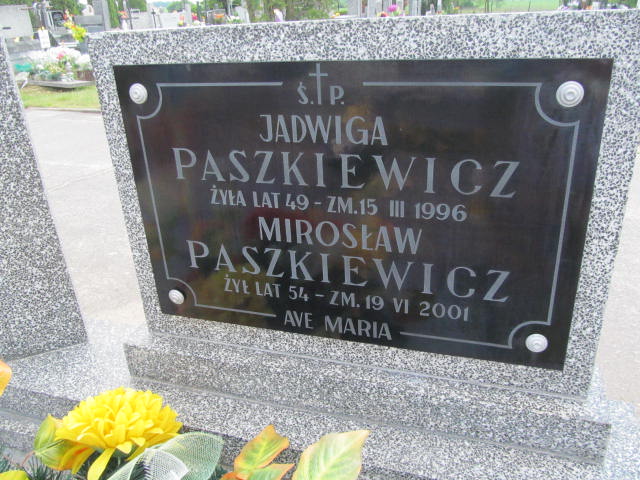 Ś. P.
JADWIGA
PASZKIEWICZ
ŻYŁA LAT 49 - ZM. 15 III 1996
MIROSŁAW
PASZKIEWICZ
ŻYŁ LAT 54 - ZM. 19 VI 2001
AVE MARIA